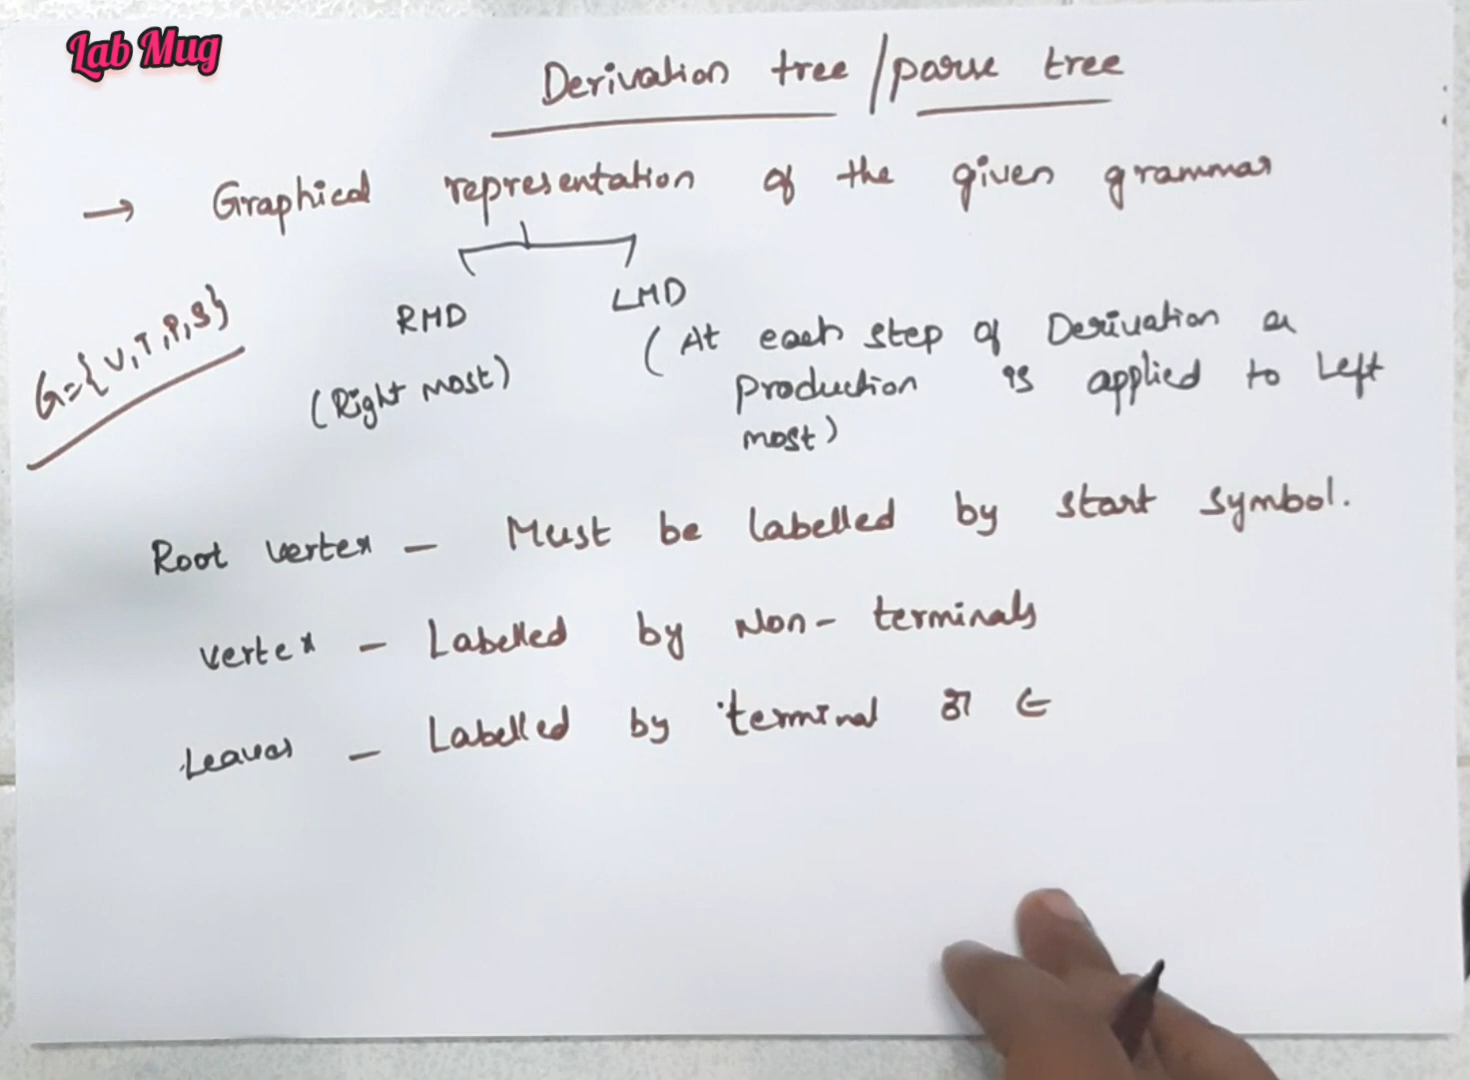 Lab Mug
Derivation tree / parse tree
→ Graphical representation of the given grammar
G={V,T,P,S}
RMD
LMD
(Right most)
(At each step of Derivation a
production is applied to Left
most)
Root vertex – Must be labelled by start symbol.
vertex – Labelled by Non-terminals
Leaves – Labelled by terminal or ∈